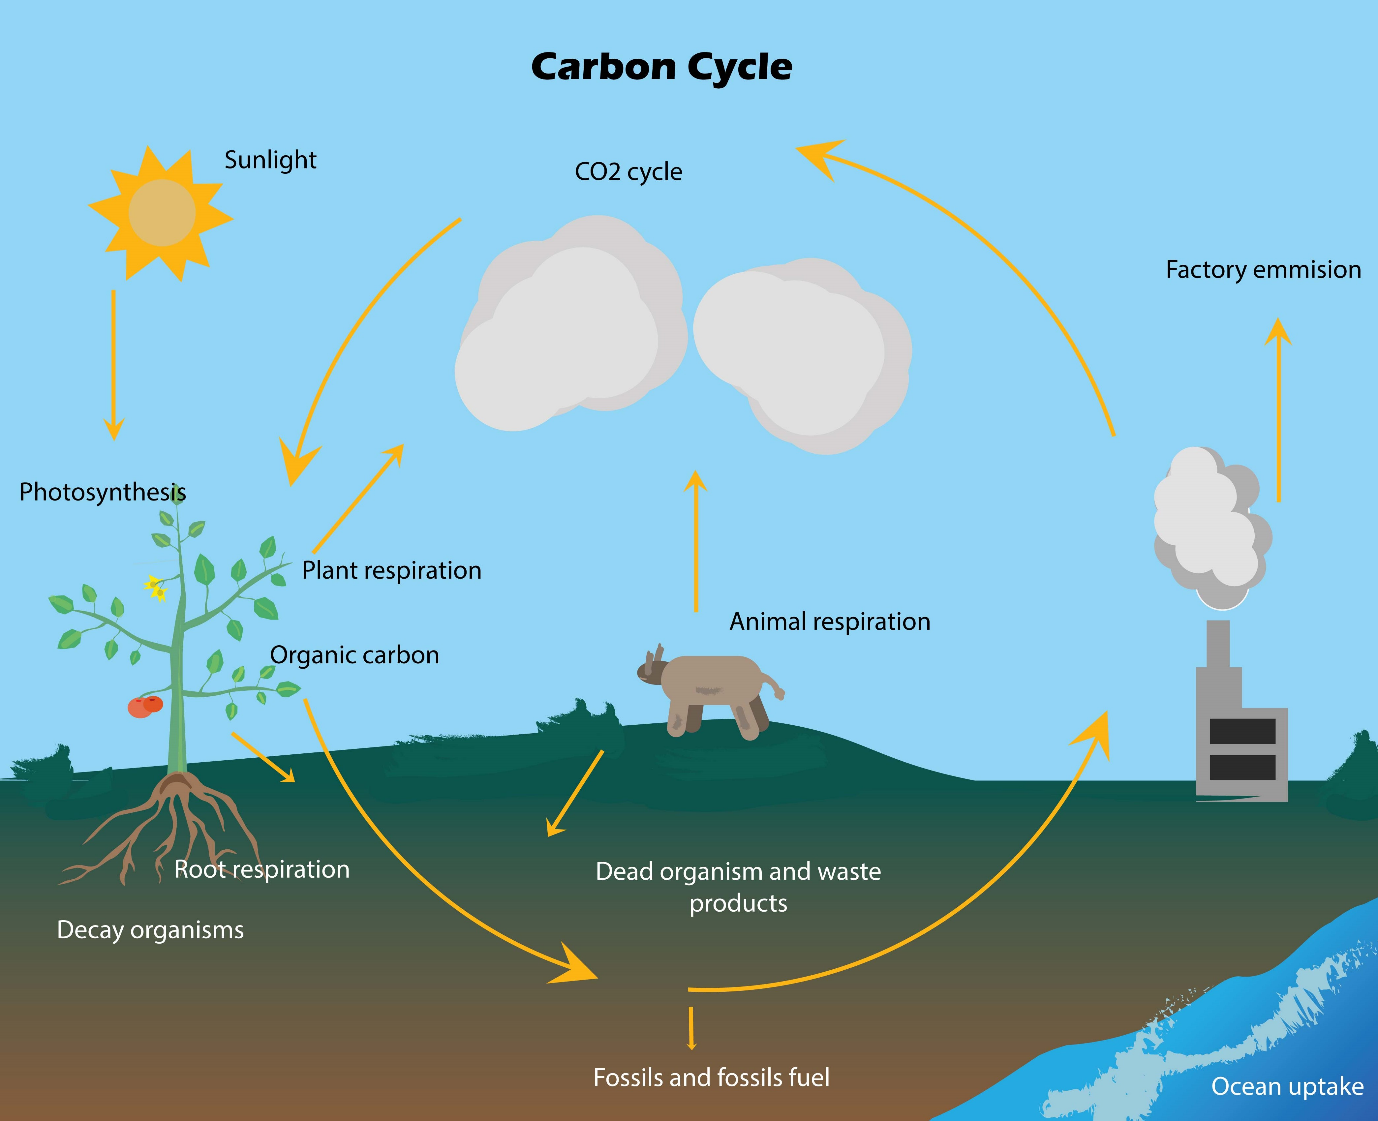 Carbon Cycle
Sunlight
CO2 cycle
Factory emmision
Photosynthesis
Plant respiration
Animal respiration
Organic carbon
Root respiration
Dead organism and waste
products
Decay organisms
Fossils and fossils fuel
Ocean uptake